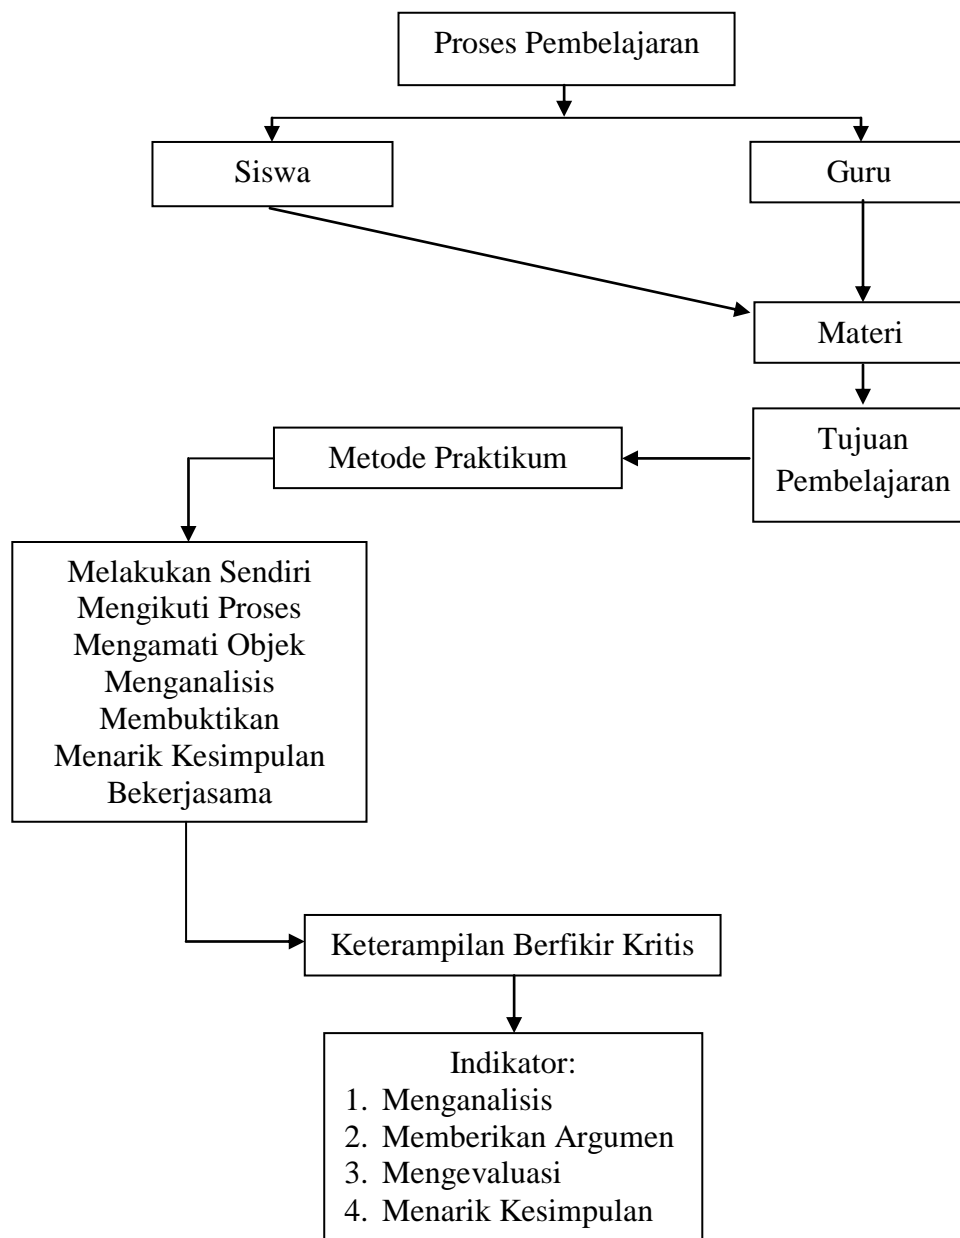 Proses Pembelajaran
Siswa
Guru
Materi
Tujuan
Pembelajaran
Metode Praktikum
Melakukan Sendiri
Mengikuti Proses
Mengamati Objek
Menganalisis
Membuktikan
Menarik Kesimpulan
Bekerjasama
Keterampilan Berfikir Kritis
Indikator:
1. Menganalisis
2. Memberikan Argumen
3. Mengevaluasi
4. Menarik Kesimpulan